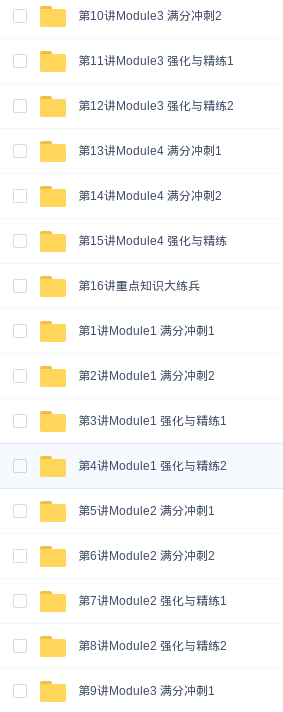 第10讲Module3 满分冲刺2
第11讲Module3 强化与精练1
第12讲Module3 强化与精练2
第13讲Module4 满分冲刺1
第14讲Module4 满分冲刺2
第15讲Module4 强化与精练
第16讲重点知识大练兵
第1讲Module1 满分冲刺1
第2讲Module1 满分冲刺2
第3讲Module1 强化与精练1
第4讲Module1 强化与精练2
第5讲Module2 满分冲刺1
第6讲Module2 满分冲刺2
第7讲Module2 强化与精练1
第8讲Module2 强化与精练2
第9讲Module3 满分冲刺1